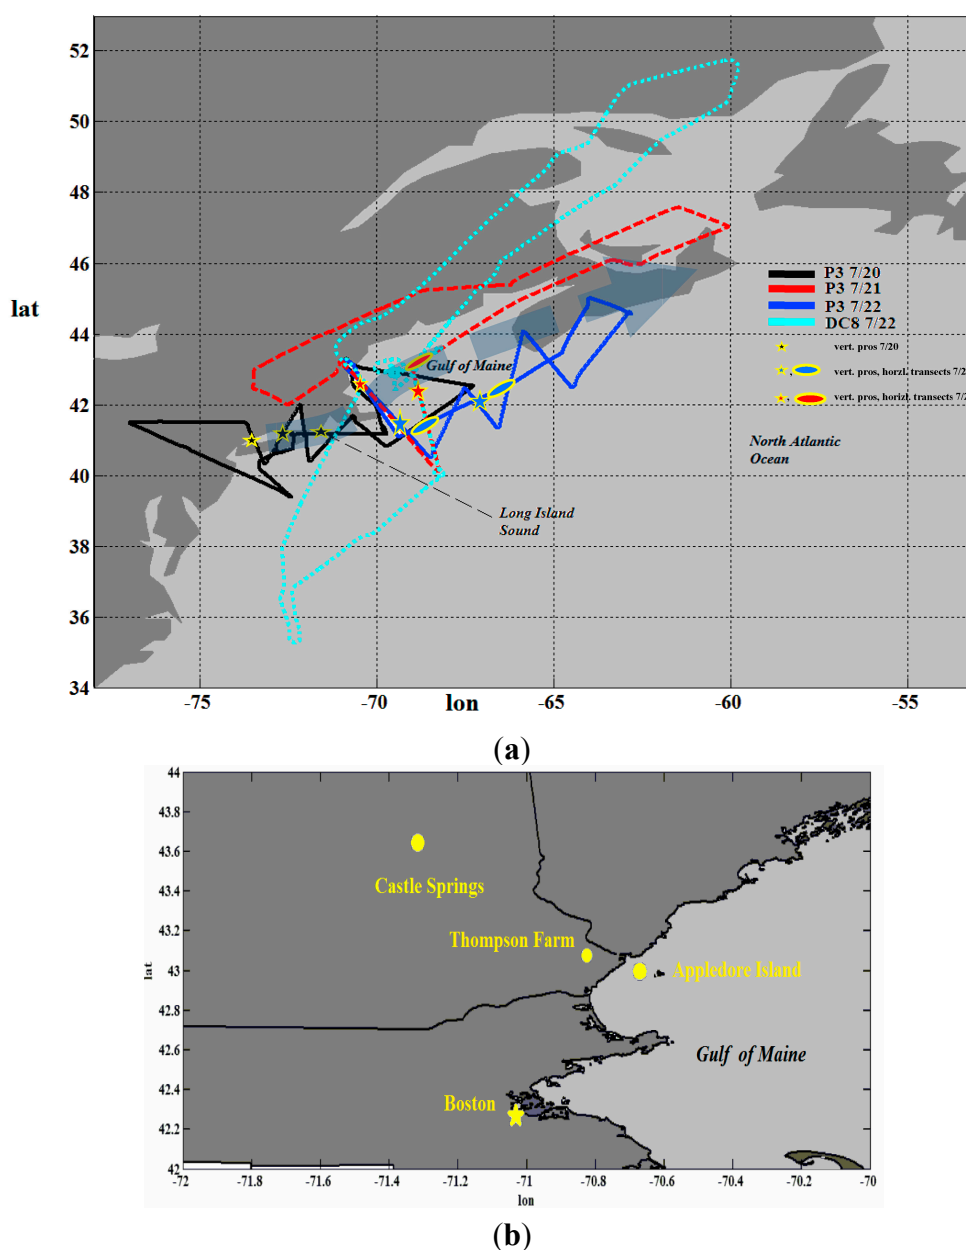 52
50
48
46
44
42
40
38
36
34
lat
P3 7/20
P3 7/21
P3 7/22
DC8 7/22
vert. pros 7/20
vert. pros, horzl. transects 7/2
vert. pros, horzl. transects 7/2
Gulf of Maine
North Atlantic
Ocean
Long Island
Sound
-75
-70
lon
-65
-60
-55
(a)
44
43.8
43.6
43.4
43.2
43
42.8
42.6
42.4
42.2
42
lat
Castle Springs
Thompson Farm
Appledore Island
Gulf of Maine
Boston
-72
-71.8
-71.6
-71.4
-71.2
-71
-70.8
-70.6
-70.4
-70.2
-70
lon
(b)